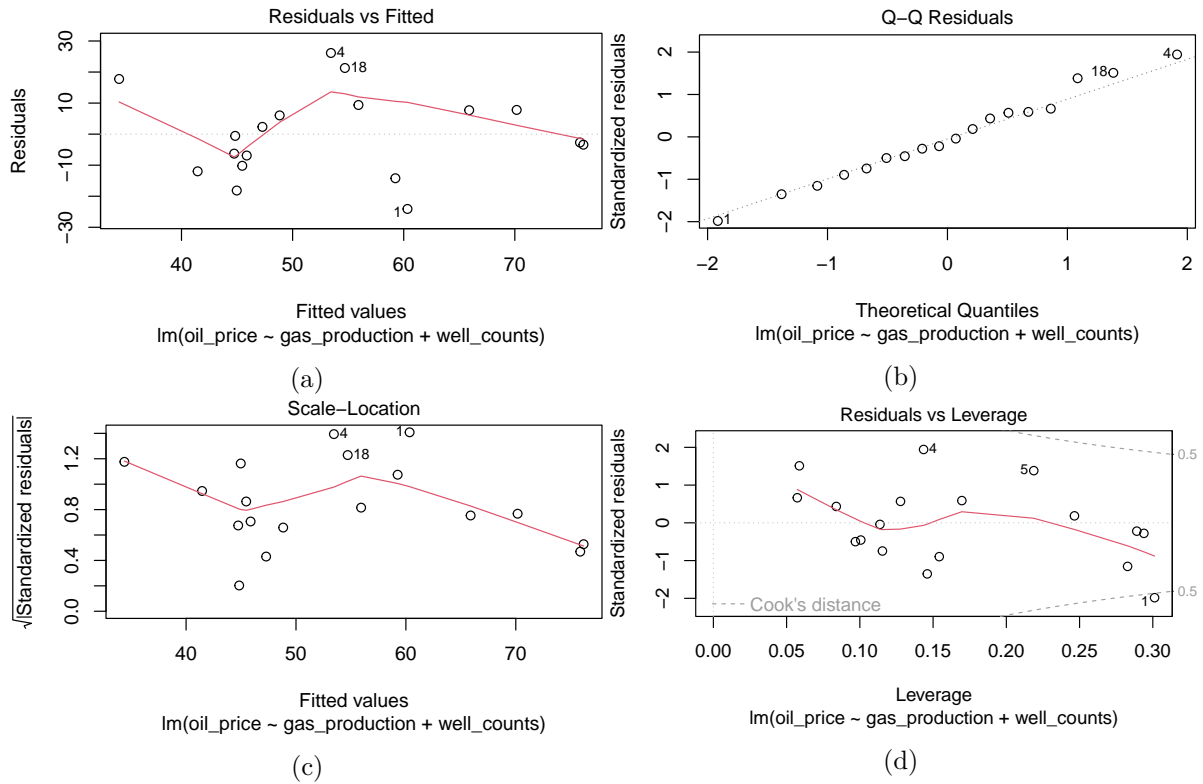 Residuals vs Fitted
30
10
−10
−30
Residuals
4
18
1
40 50 60 70
Fitted values
lm(oil_price ~ gas_production + well_counts)
(a)
Q−Q Residuals
Standardized residuals
2
1
0
−1
−2
4
18
1
−2 −1 0 1 2
Theoretical Quantiles
lm(oil_price ~ gas_production + well_counts)
(b)
Scale−Location
√|Standardized residuals|
1.2
0.8
0.4
0.0
4
1
18
40 50 60 70
Fitted values
lm(oil_price ~ gas_production + well_counts)
(c)
Residuals vs Leverage
Standardized residuals
2
1
0
−1
−2
4
5
0.5
0.5
1
Cook's distance
0.00 0.05 0.10 0.15 0.20 0.25 0.30
Leverage
lm(oil_price ~ gas_production + well_counts)
(d)